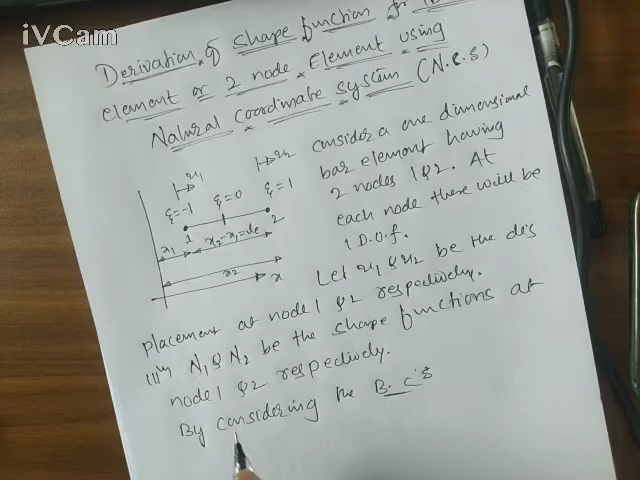 iVCam
Derivation of shape function for 1D
element or 2 node Element using
Natural coordinate system (N.C.S)
consider a one dimensional
bar element having
2 nodes 1 & 2. At
each node there will be
1 D.O.F.
u1 u2
ξ=-1 ξ=0 ξ=1
1 2
x1 x2-x1=le
x2
x
Let u1 & u2 be the dis
placement at node 1 & 2 respectively.
|||ly N1 & N2 be the shape functions at
node 1 & 2 respectively.
By considering the B.C's